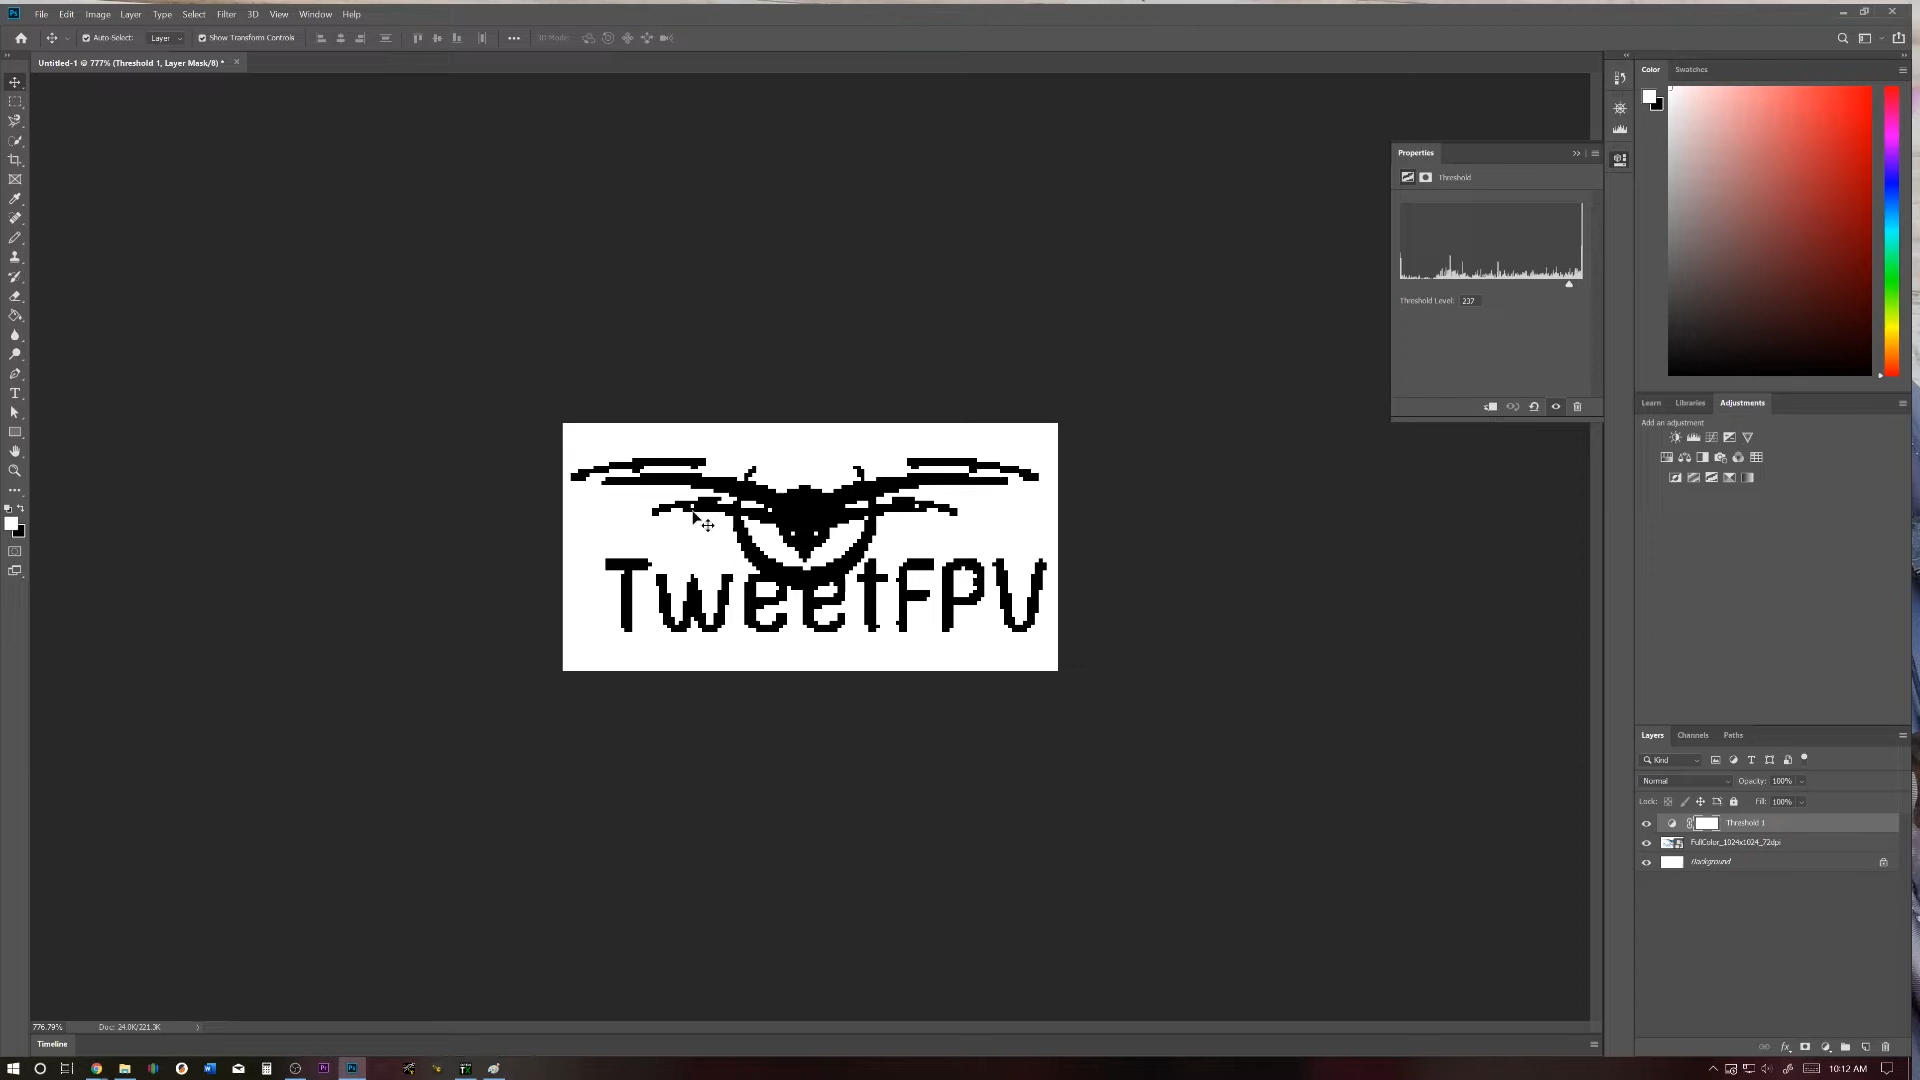 File Edit Image Layer Type Select Filter 3D View Window Help
Auto-Select: Layer Show Transform Controls 3D Mode:
Untitled-1 @ 777% (Threshold 1, Layer Mask/8) *
Color Swatches
Properties
Threshold
Threshold Level: 237
TweetFPV
Learn Libraries Adjustments
Add an adjustment
Layers Channels Paths
Kind
Normal Opacity: 100%
Lock: Fill: 100%
Threshold 1
FullColor_1024x1024_72dpi
Background
776.79% Doc: 24.0K/221.3K
Timeline
10:12 AM